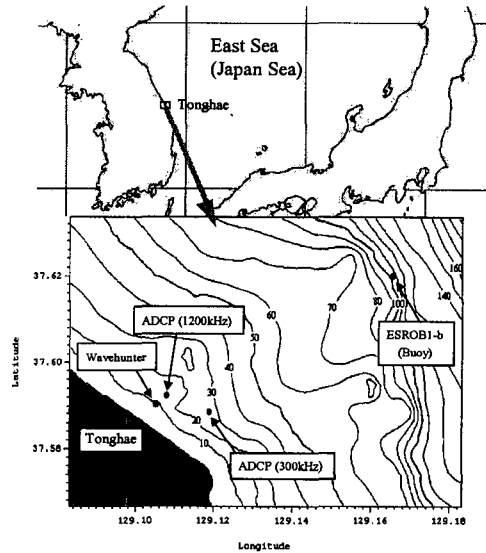 East Sea
(Japan Sea)
Tonghae
37.62
37.60
37.58
Latitude
160
140
100
80
70
60
50
40
30
20
10
ADCP (1200kHz)
Wavehunter
ESROB1-b
(Buoy)
Tonghae
ADCP (300kHz)
129.10
129.12
129.14
129.16
129.18
Longitude